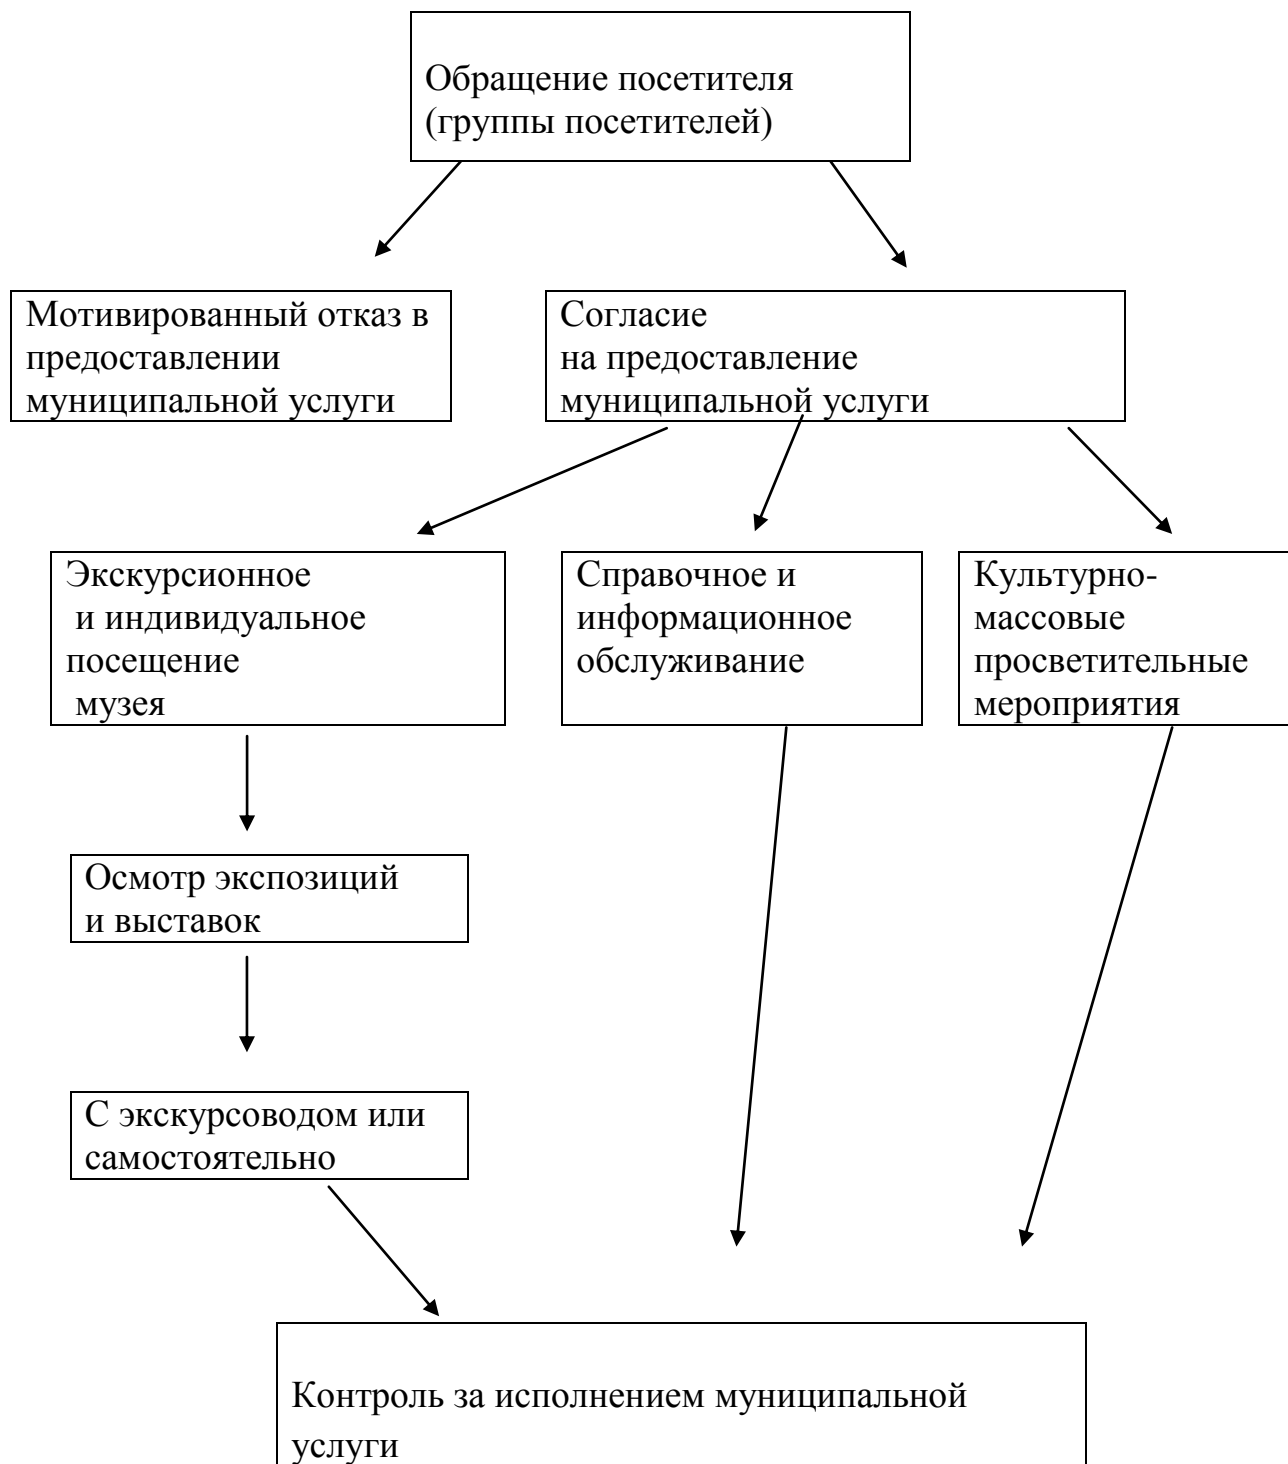 Обращение посетителя
(группы посетителей)
Мотивированный отказ в
предоставлении
муниципальной услуги
Согласие
на предоставление
муниципальной услуги
Экскурсионное
и индивидуальное
посещение
музея
Справочное и
информационное
обслуживание
Культурно-
массовые
просветительные
мероприятия
Осмотр экспозиций
и выставок
С экскурсоводом или
самостоятельно
Контроль за исполнением муниципальной
услуги